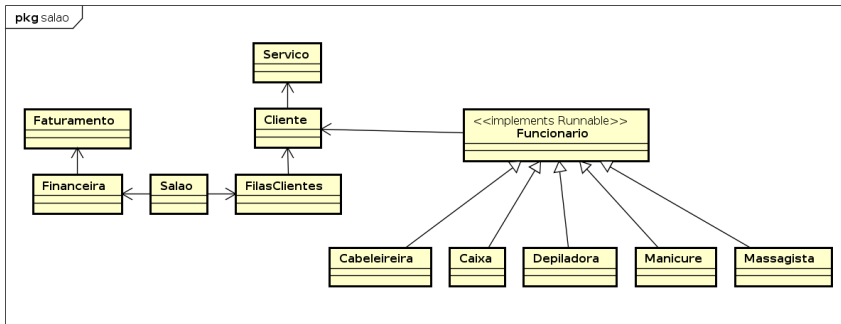 pkg salao
Servico
Faturamento
Cliente
<<implements Runnable>>
Funcionario
Financeira
Salao
FilasClientes
Cabeleireira
Caixa
Depiladora
Manicure
Massagista